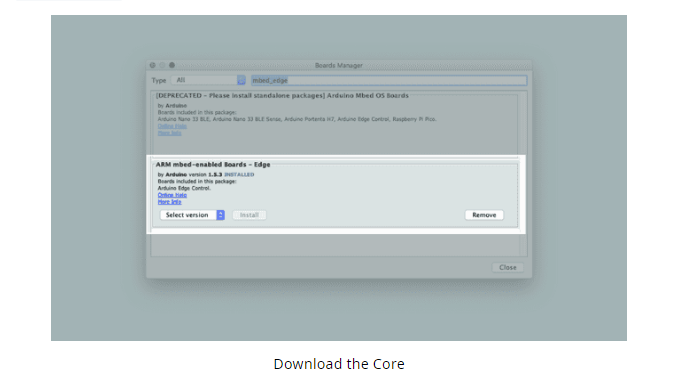 Boards Manager
Type All mbed_edge
[DEPRECATED - Please install standalone packages] Arduino Mbed OS Boards
by Arduino
Boards included in this package:
Arduino Nano 33 BLE, Arduino Nano 33 BLE Sense, Arduino Portenta H7, Arduino Edge Control, Raspberry Pi Pico.
Online Help
More Info
ARM mbed-enabled Boards - Edge
by Arduino version 1.5.3 INSTALLED
Boards included in this package:
Arduino Edge Control.
Online Help
More Info
Select version Install Remove
Close
Download the Core